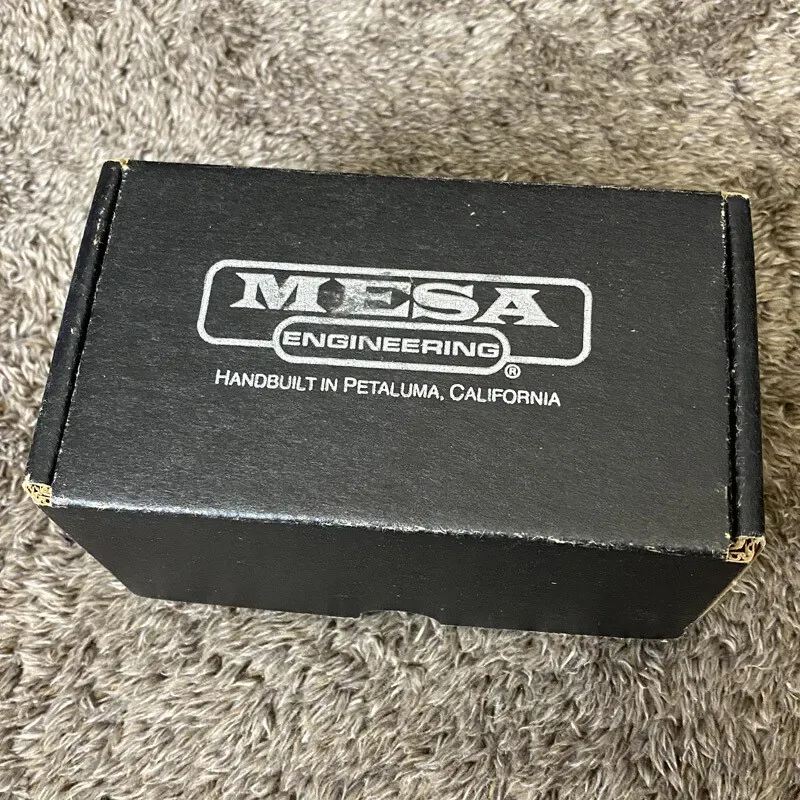 MESA
ENGINEERING®
HANDBUILT IN PETALUMA, CALIFORNIA